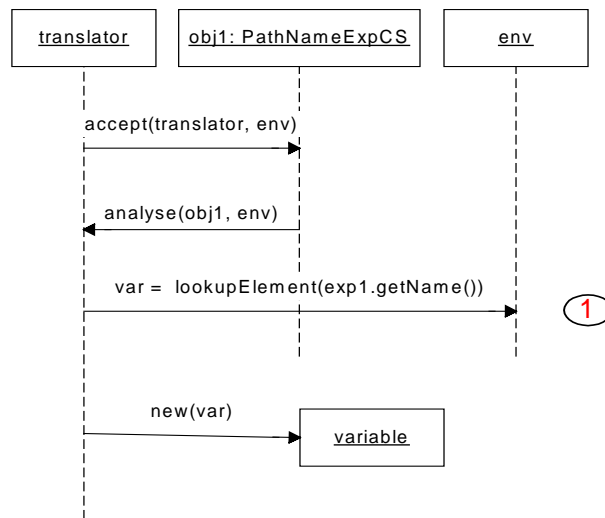 translator
obj1: PathNameExpCS
env
accept(translator, env)
analyse(obj1, env)
var = lookupElement(exp1.getName())
1
new(var)
variable